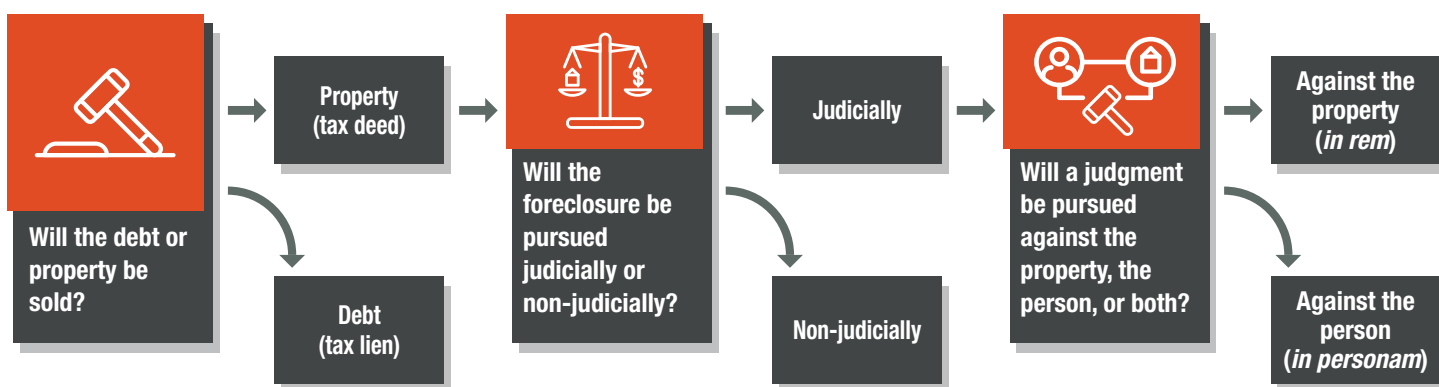 Will the debt or
property be
sold?
Property
(tax deed)
Debt
(tax lien)
$
Will the
foreclosure be
pursued
judicially or
non-judicially?
Judicially
Non-judicially
Will a judgment
be pursued
against the
property, the
person, or both?
Against the
property
(in rem)
Against the
person
(in personam)